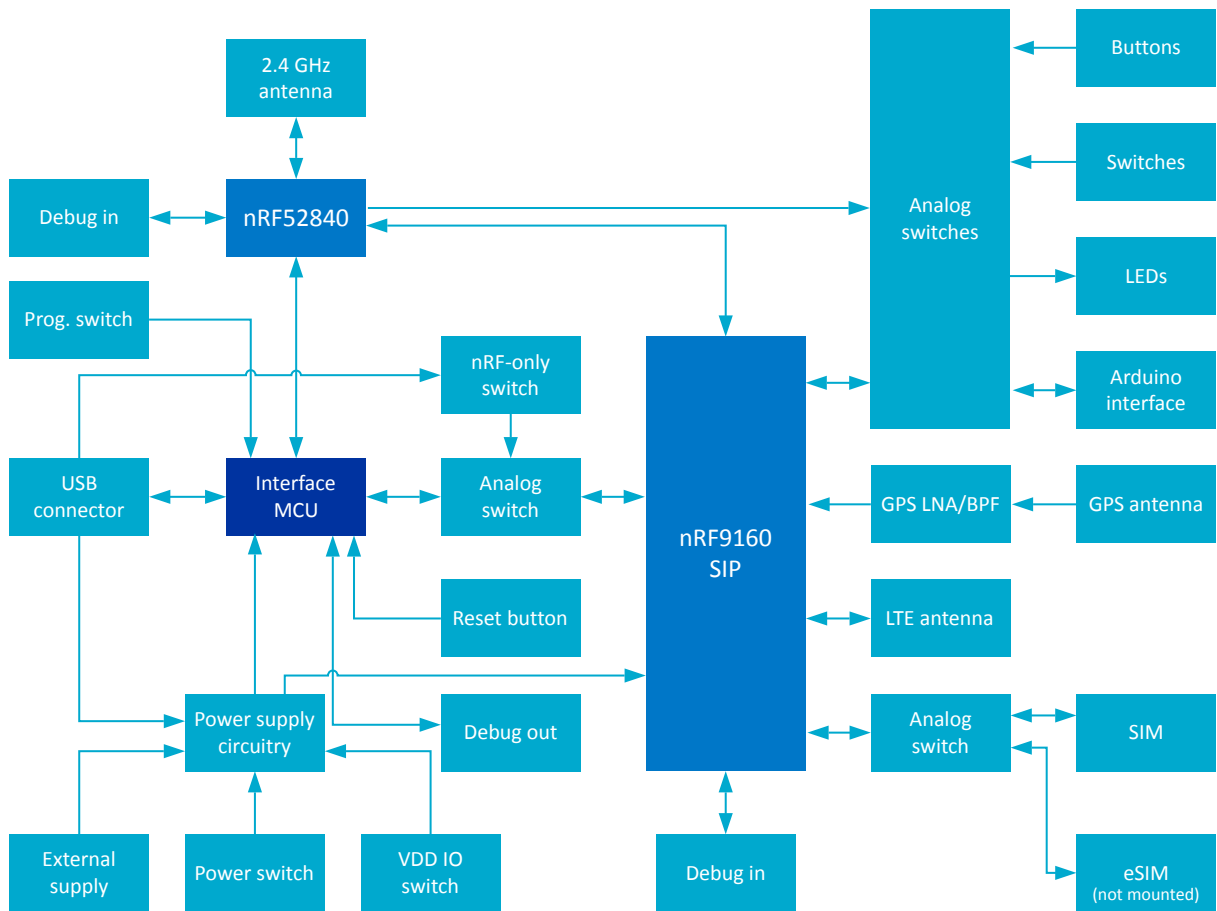 2.4 GHz
antenna
Buttons
Switches
Debug in
nRF52840
Analog
switches
LEDs
Prog. switch
nRF-only
switch
Arduino
interface
USB
connector
Interface
MCU
Analog
switch
nRF9160
SIP
GPS LNA/BPF
GPS antenna
Reset button
LTE antenna
Power supply
circuitry
Debug out
Analog
switch
SIM
External
supply
Power switch
VDD IO
switch
Debug in
eSIM
(not mounted)